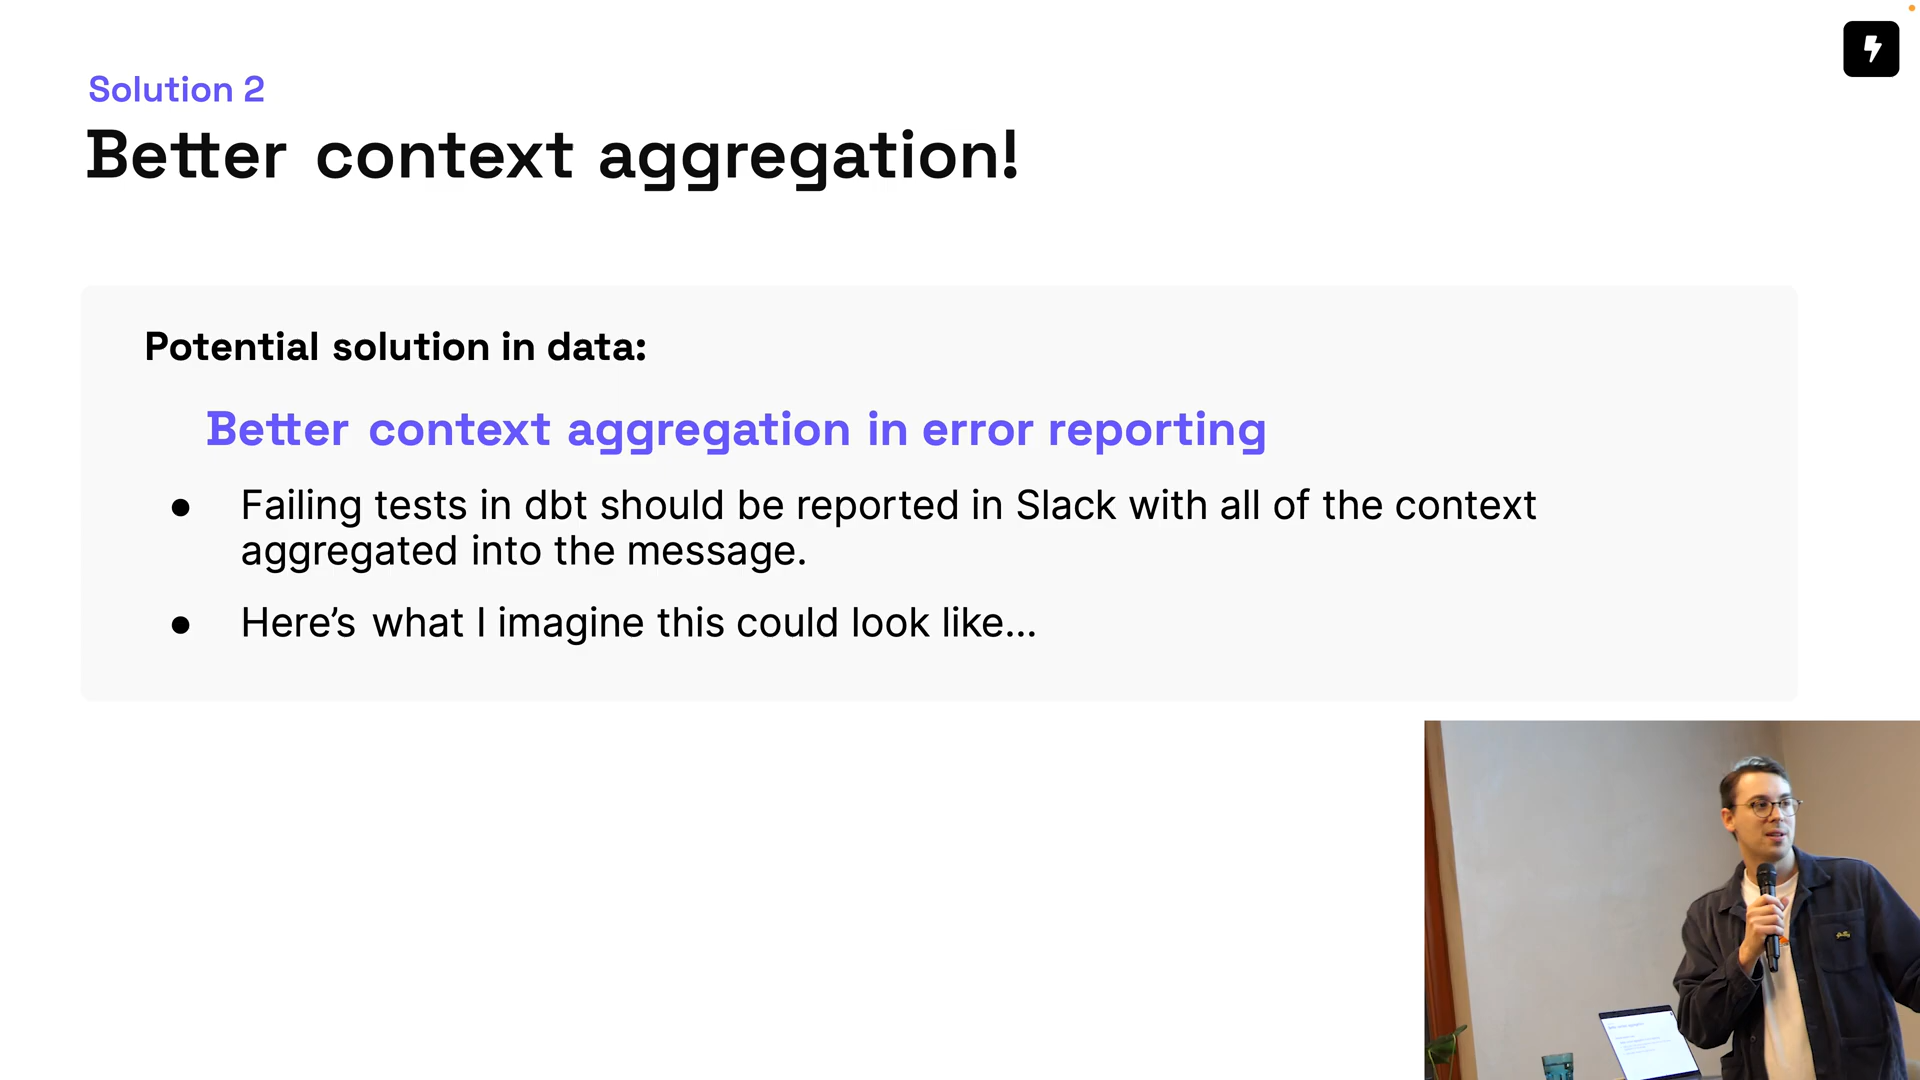 Solution 2
Better context aggregation!
Potential solution in data:
Better context aggregation in error reporting
● Failing tests in dbt should be reported in Slack with all of the context
aggregated into the message.
● Here’s what I imagine this could look like...